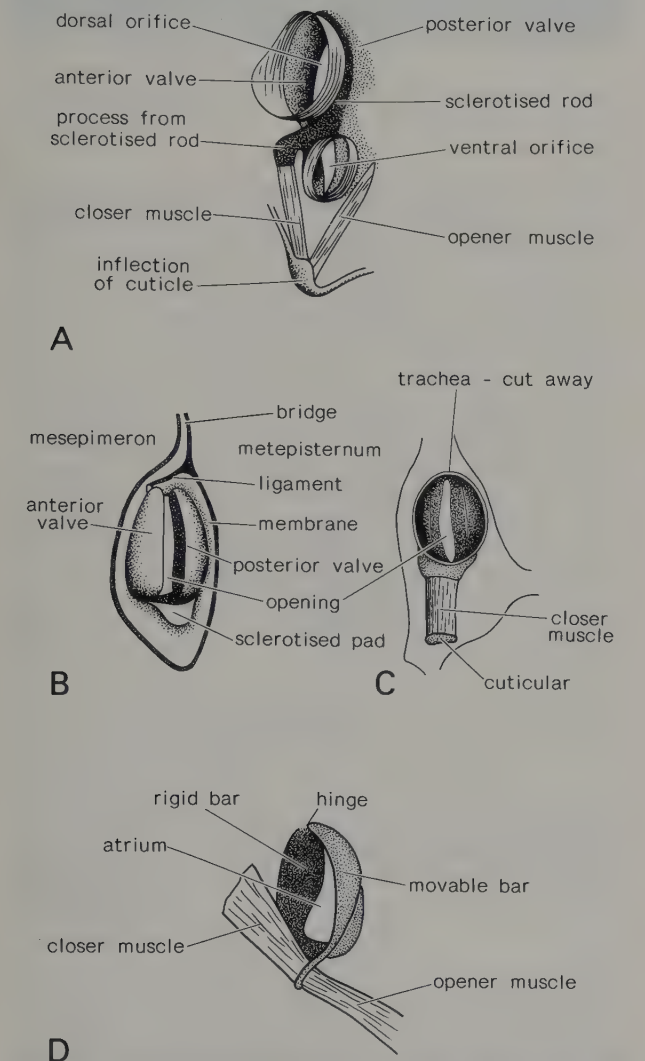 dorsal orifice
posterior valve
anterior valve
sclerotised rod
process from
sclerotised rod
ventral orifice
closer muscle
opener muscle
inflection
of cuticle
A
trachea - cut away
bridge
mesepimeron
metepisternum
ligament
anterior
valve
membrane
posterior valve
opening
closer
muscle
sclerotised pad
B
C
cuticular
rigid bar
hinge
atrium
movable bar
closer muscle
opener muscle
D